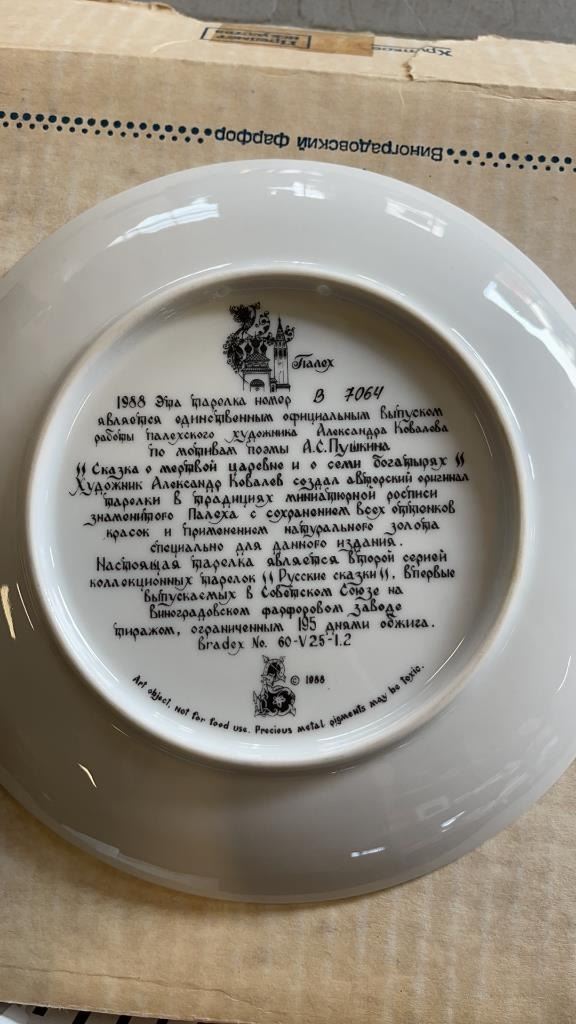 Виноградовский фарфор
Палех
1988 Эта тарелка номер В 7064
является единственным официальным выпуском
работы палехского художника Александра Ковалева
по мотивам поэмы А.С.Пушкина
"Сказка о мертвой царевне и о семи богатырях"
Художник Александр Ковалев создал авторский оригинал
тарелки в традициях миниатюрной росписи
знаменитого Палеха с сохранением всех оттенков
красок и применением натурального золота
специально для данного издания.
Настоящая тарелка является второй серией
коллекционных тарелок "Русские сказки". Впервые
выпускаемых в Советском Союзе на
Виноградовском фарфоровом заводе
тиражом, ограниченным 195 днями обжига.
Bradex No. 60-V25-1.2
© 1988
Art object, not for food use. Precious metal pigments may be toxic.